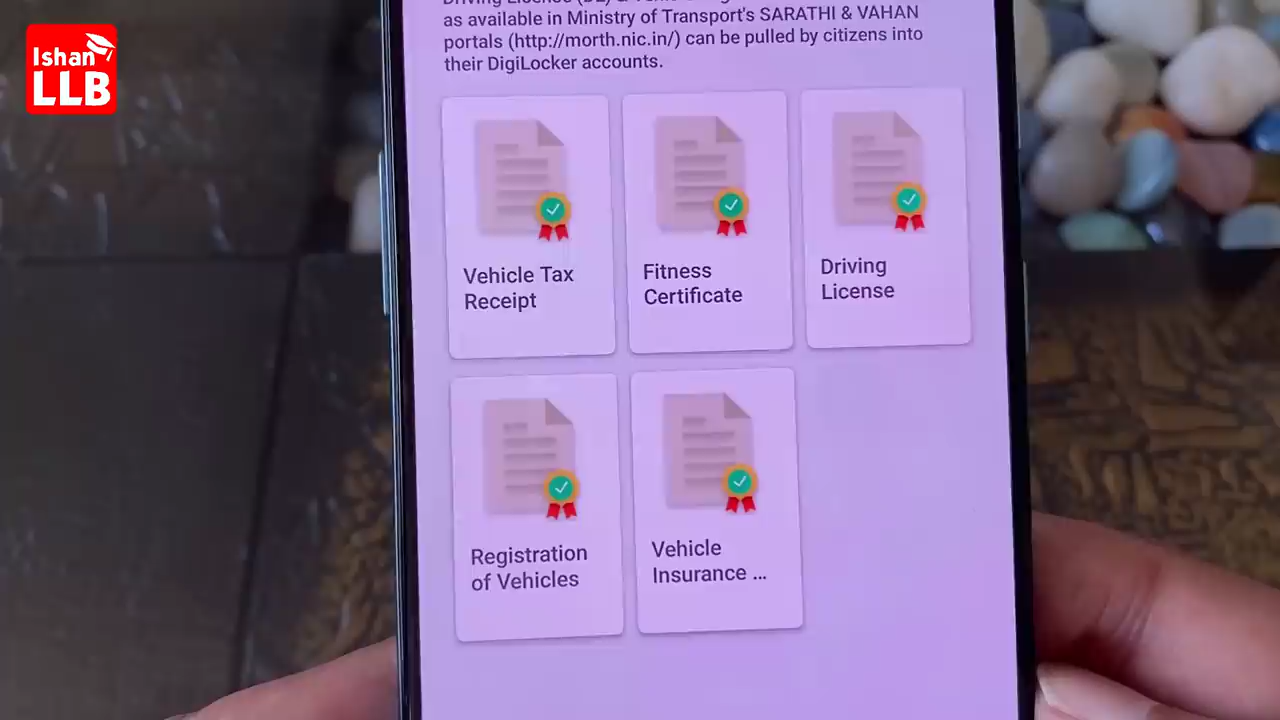 Ishan
LLB
as available in Ministry of Transport's SARATHI & VAHAN
portals (http://morth.nic.in/) can be pulled by citizens into
their DigiLocker accounts.
Vehicle Tax
Receipt
Fitness
Certificate
Driving
License
Registration
of Vehicles
Vehicle
Insurance ...